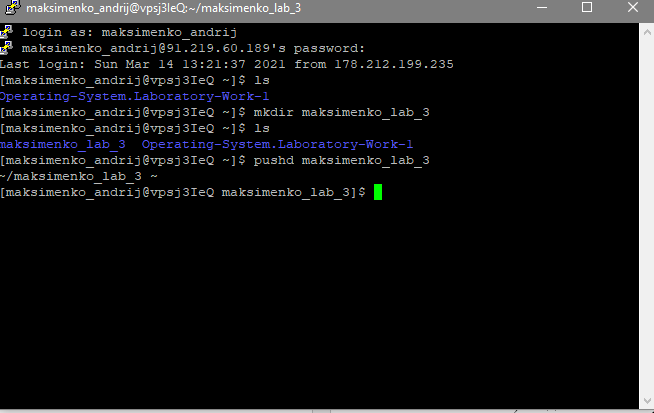 maksimenko_andrij@vpsj3IeQ:~/maksimenko_lab_3
login as: maksimenko_andrij
maksimenko_andrij@91.219.60.189's password:
Last login: Sun Mar 14 13:21:37 2021 from 178.212.199.235
[maksimenko_andrij@vpsj3IeQ ~]$ ls
Operating-System.Laboratory-Work-1
[maksimenko_andrij@vpsj3IeQ ~]$ mkdir maksimenko_lab_3
[maksimenko_andrij@vpsj3IeQ ~]$ ls
maksimenko_lab_3  Operating-System.Laboratory-Work-1
[maksimenko_andrij@vpsj3IeQ ~]$ pushd maksimenko_lab_3
~/maksimenko_lab_3 ~
[maksimenko_andrij@vpsj3IeQ maksimenko_lab_3]$